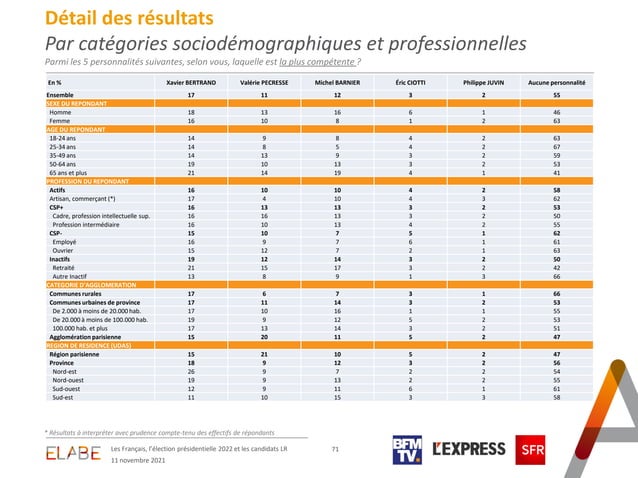 Détail des résultats
Par catégories sociodémographiques et professionnelles
Parmi les 5 personnalités suivantes, selon vous, laquelle est la plus compétente ?
En % Xavier BERTRAND Valérie PECRESSE Michel BARNIER Éric CIOTTI Philippe JUVIN Aucune personnalité
Ensemble 17 11 12 3 2 55
SEXE DU REPONDANT
Homme 18 13 16 6 1 46
Femme 16 10 8 1 2 63
AGE DU REPONDANT
18-24 ans 14 9 8 4 2 63
25-34 ans 14 8 5 4 2 67
35-49 ans 14 13 9 3 2 59
50-64 ans 19 10 13 3 2 53
65 ans et plus 21 14 19 4 1 41
PROFESSION DU REPONDANT
Actifs 16 10 10 4 2 58
Artisan, commerçant (*) 17 4 10 4 3 62
CSP+ 16 13 13 3 2 53
Cadre, profession intellectuelle sup. 16 16 13 3 2 50
Profession intermédiaire 16 10 13 4 2 55
CSP- 15 10 7 5 1 62
Employé 16 9 7 6 1 61
Ouvrier 15 12 7 2 1 63
Inactifs 19 12 14 3 2 50
Retraité 21 15 17 3 2 42
Autre Inactif 13 8 9 1 3 66
CATEGORIE D'AGGLOMERATION
Communes rurales 17 6 7 3 1 66
Communes urbaines de province 17 11 14 3 2 53
De 2.000 à moins de 20.000 hab. 17 10 16 1 1 55
De 20.000 à moins de 100.000 hab. 19 9 12 5 2 53
100.000 hab. et plus 17 13 14 3 2 51
Agglomération parisienne 15 20 11 5 2 47
REGION DE RESIDENCE (UDA5)
Région parisienne 15 21 10 5 2 47
Province 18 9 12 3 2 56
Nord-est 26 9 7 2 2 54
Nord-ouest 19 9 13 2 2 55
Sud-ouest 12 9 11 6 1 61
Sud-est 11 10 15 3 3 58
* Résultats à interpréter avec prudence compte-tenu des effectifs de répondants
ELABE
Les Français, l'élection présidentielle 2022 et les candidats LR
11 novembre 2021
71
BFM TV.
L'EXPRESS
SFR